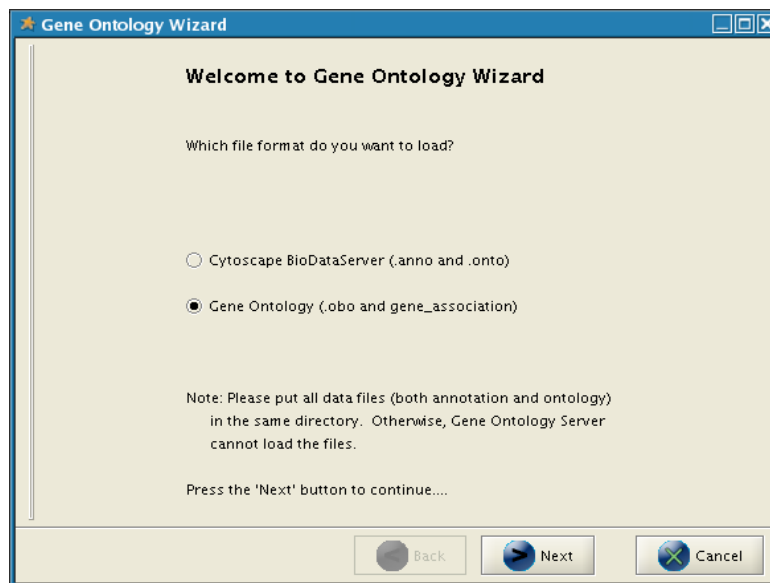 Gene Ontology Wizard
Welcome to Gene Ontology Wizard
Which file format do you want to load?
Cytoscape BioDataServer (.anno and .onto)
Gene Ontology (.obo and gene_association)
Note: Please put all data files (both annotation and ontology)
in the same directory.  Otherwise, Gene Ontology Server
cannot load the files.
Press the 'Next' button to continue....
Back
Next
Cancel